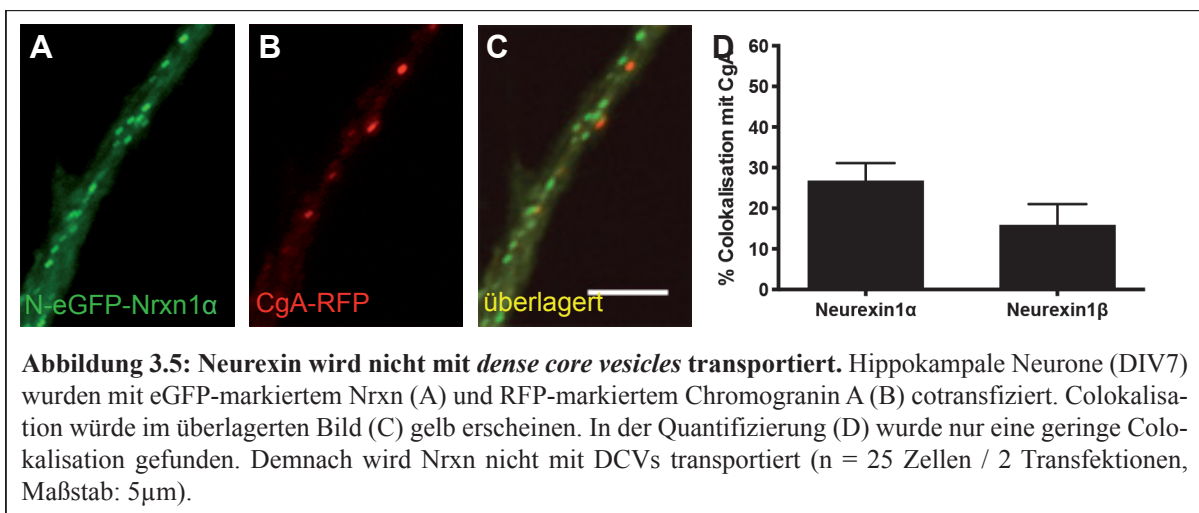 A
N-eGFP-Nrxn1α
B
CgA-RFP
C
überlagert
D
% Colokalisation mit CgA
60
50
40
30
20
10
0
Neurexin1α
Neurexin1β
Abbildung 3.5: Neurexin wird nicht mit dense core vesicles transportiert. Hippokampale Neurone (DIV7)
wurden mit eGFP-markiertem Nrxn (A) und RFP-markiertem Chromogranin A (B) cotransfiziert. Colokalisa-
tion würde im überlagerten Bild (C) gelb erscheinen. In der Quantifizierung (D) wurde nur eine geringe Colo-
kalisation gefunden. Demnach wird Nrxn nicht mit DCVs transportiert (n = 25 Zellen / 2 Transfektionen,
Maßstab: 5µm).